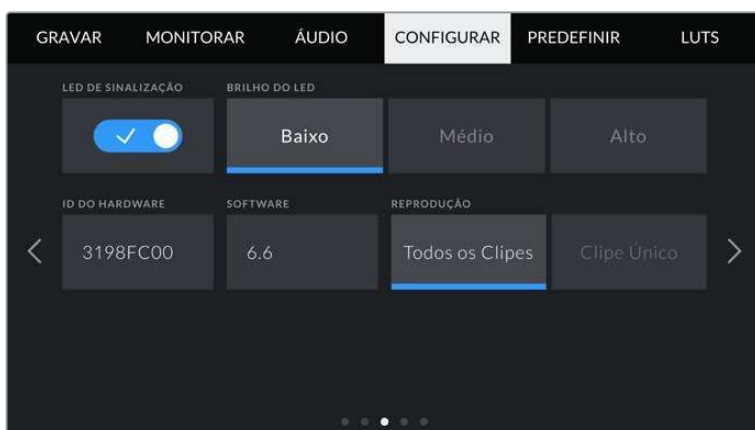 GRAVAR MONITORAR ÁUDIO CONFIGURAR PREDEFINIR LUTS
LED DE SINALIZAÇÃO BRILHO DO LED
Baixo Médio Alto
ID DO HARDWARE SOFTWARE REPRODUÇÃO
3198FC00 6.6 Todos os Clipes Clipe Único